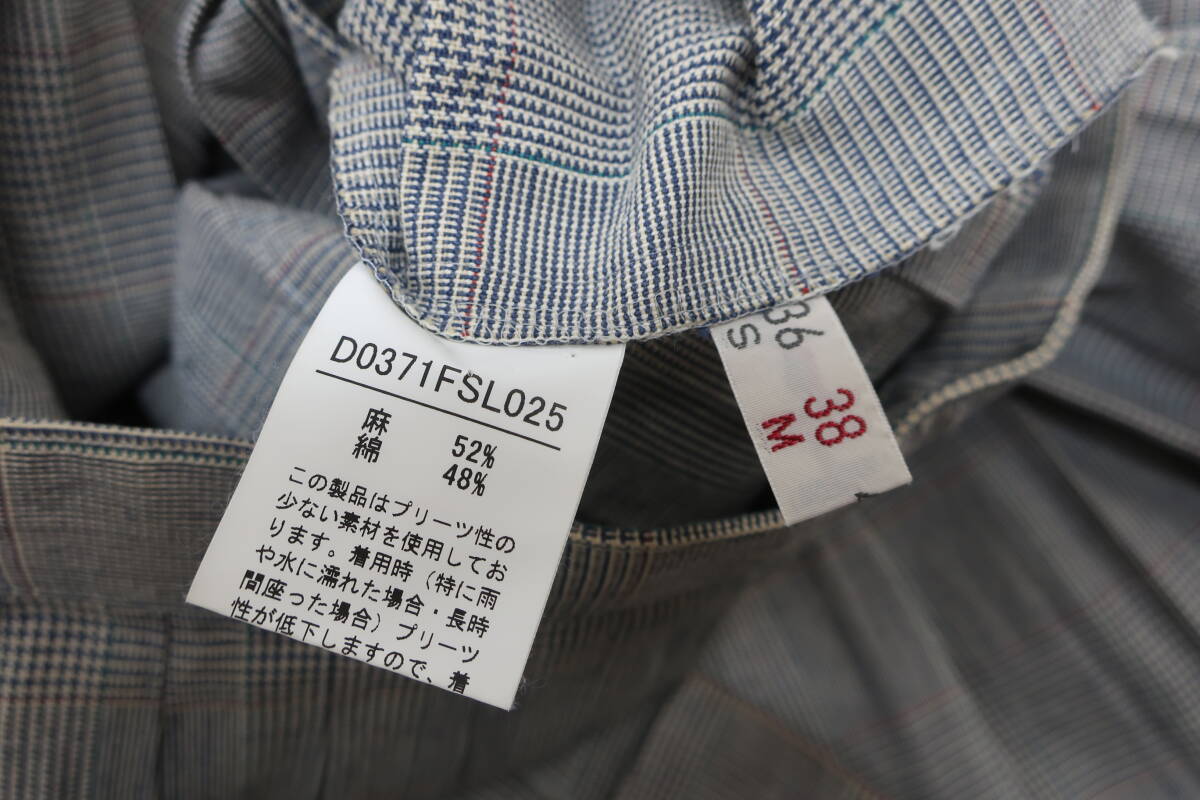 D0371FSL025
麻 52%
綿 48%
この製品はプリーツ性の
少ない素材を使用してお
ります。着用時（特に雨
や水に濡れた場合・長時
間座った場合）プリーツ
性が低下しますので、着
36
S
38
M